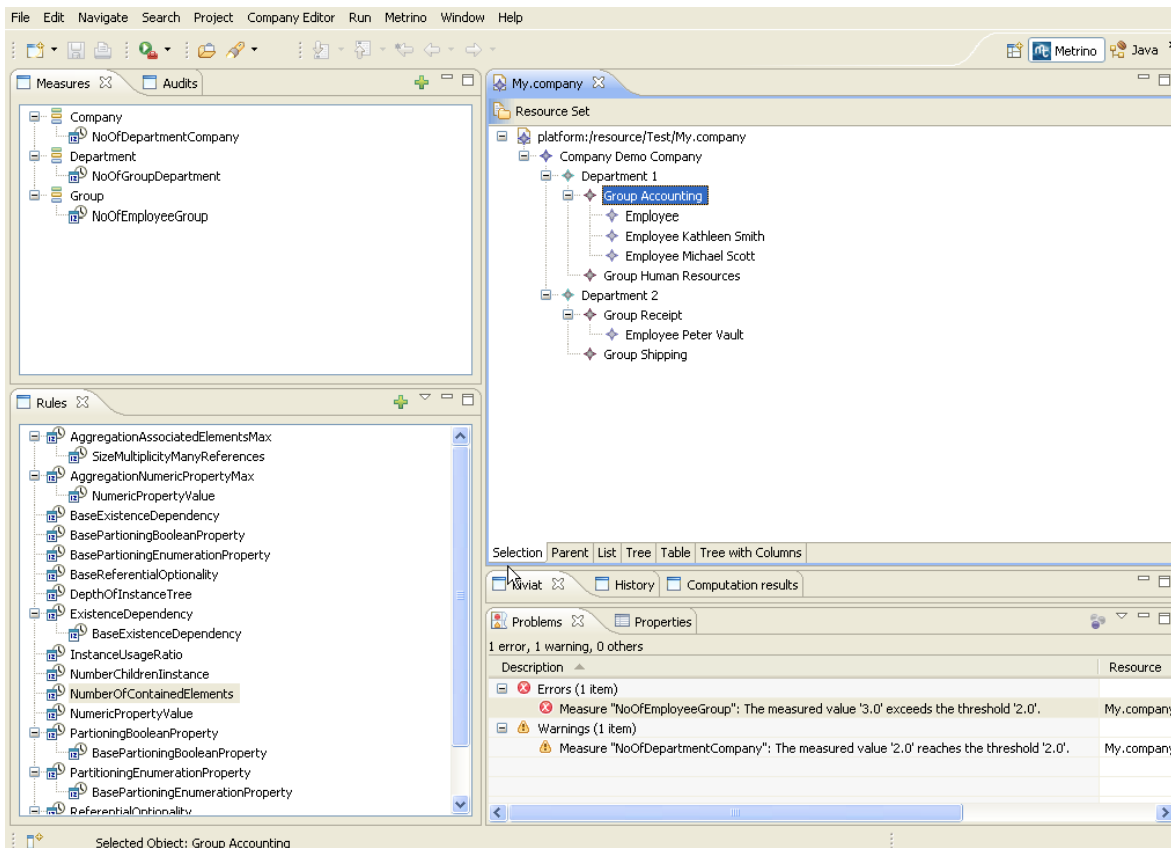 File Edit Navigate Search Project Company Editor Run Metrino Window Help
Metrino Java
Measures Audits
Company
NoOfDepartmentCompany
Department
NoOfGroupDepartment
Group
NoOfEmployeeGroup
My.company
Resource Set
platform:/resource/Test/My.company
Company Demo Company
Department 1
Group Accounting
Employee
Employee Kathleen Smith
Employee Michael Scott
Group Human Resources
Department 2
Group Receipt
Employee Peter Vault
Group Shipping
Selection Parent List Tree Table Tree with Columns
Rules
AggregationAssociatedElementsMax
SizeMultiplicityManyReferences
AggregationNumericPropertyMax
NumericPropertyValue
BaseExistenceDependency
BasePartioningBooleanProperty
BasePartioningEnumerationProperty
BaseReferentialOptionality
DepthOfInstanceTree
ExistenceDependency
BaseExistenceDependency
InstanceUsageRatio
NumberChildrenIinstance
NumberOfContainedElements
NumericPropertyValue
PartioningBooleanProperty
BasePartioningBooleanProperty
PartitioningEnumerationProperty
BasePartioningEnumerationProperty
ReferentialOptionality
Kiviat History Computation results
Problems Properties
1 error, 1 warning, 0 others
Description Resource
Errors (1 item)
Measure "NoOfEmployeeGroup": The measured value '3.0' exceeds the threshold '2.0'. My.company
Warnings (1 item)
Measure "NoOfDepartmentCompany": The measured value '2.0' reaches the threshold '2.0'. My.company
Selected Object: Group Accounting